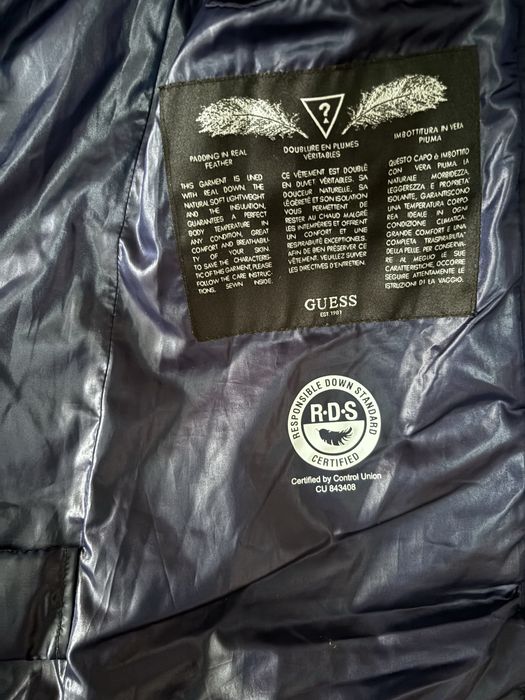 ?
PADDING IN REAL
FEATHER
THIS GARMENT IS LINED
WITH REAL DOWN. THE
NATURAL SOFT LIGHTWEIGHT
AND THE INSULATION,
GUARANTEES A PERFECT
BODY TEMPERATURE IN
ANY CONDITION, GREAT
COMFORT AND BREATHABILI-
TY OF YOUR SKIN.
TO SAVE THE CHARACTERIS-
TIC OF THIS GARMENT, PLEASE
FOLLOW THE CARE INSTRUC-
TIONS, SEWN INSIDE.
DOUBLURE EN PLUMES
VÉRITABLES
CE VÊTEMENT EST DOUBLÉ
EN DUVET VÉRITABLES. SA
DOUCEUR NATURELLE, SA
LÉGÈRETÉ ET SON ISOLATION
VOUS PERMETTENT DE
RESTER AU CHAUD MALGRÉ
LES INTEMPÉRIES ET OFFRENT
UN CONFORT ET UNE
RESPIRABILITÉ EXCEPTIONNELS.
AFIN DE BIEN PRÉSERVER CE
VÊTEMENT, VEUILLEZ SUIVRE
LES DIRECTIVES D'ENTRETIEN.
IMBOTTITURA IN VERA
PIUMA
QUESTO CAPO È IMBOTTITO
CON VERA PIUMA. LA
NATURALE MORBIDEZZA,
LEGGEREZZA E PROPRIETÀ
ISOLANTE, GARANTISCONO
UNA TEMPERATURA CORPO
REA IDEALE IN OGNI
CONDIZIONE CLIMATICA,
GRANDE COMFORT E UNA
COMPLETA TRASPIRABILITA'
DELLA PELLE. PER CONSERVA-
RE AL MEGLIO LE SUE
CARATTERISTICHE, OCCORRE
SEGUIRE ATTENTAMENTE LE
ISTRUZIONI DI LA VAGGIO.
GUESS
EST. 1981
RESPONSIBLE DOWN STANDARD
R·D·S
CERTIFIED
Certified by Control Union
CU 843408